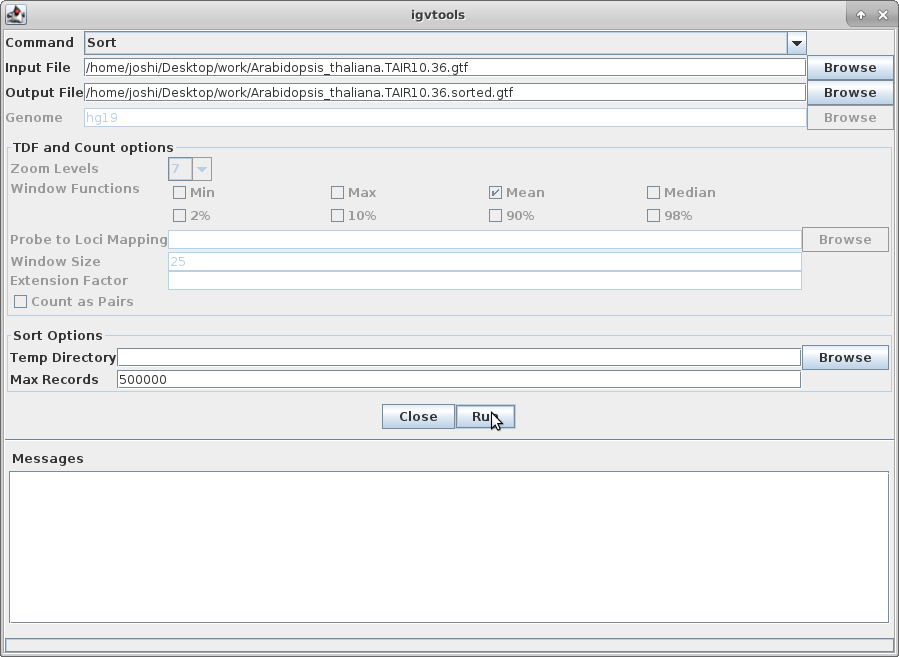 igvtools
Command Sort
Input File /home/joshi/Desktop/work/Arabidopsis_thaliana.TAIR10.36.gtf Browse
Output File /home/joshi/Desktop/work/Arabidopsis_thaliana.TAIR10.36.sorted.gtf Browse
Genome hg19 Browse
TDF and Count options
Zoom Levels 7
Window Functions Min Max Mean Median
2% 10% 90% 98%
Probe to Loci Mapping Browse
Window Size 25
Extension Factor
Count as Pairs
Sort Options
Temp Directory Browse
Max Records 500000
Close Run
Messages